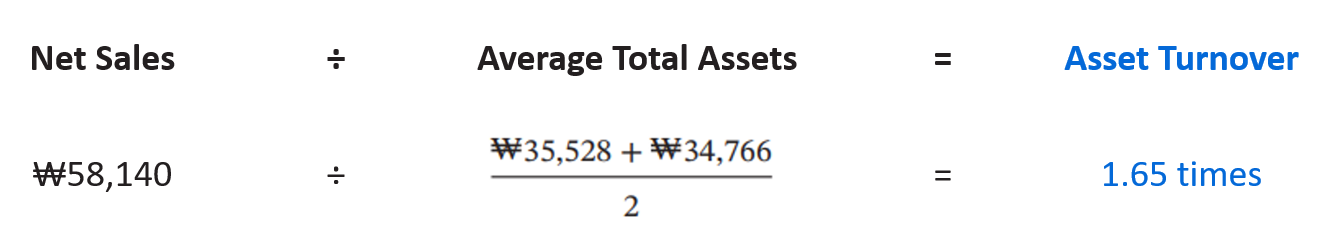 Net Sales ÷ Average Total Assets = Asset Turnover
₩35,528 + ₩34,766
₩58,140 ÷ = 1.65 times
2